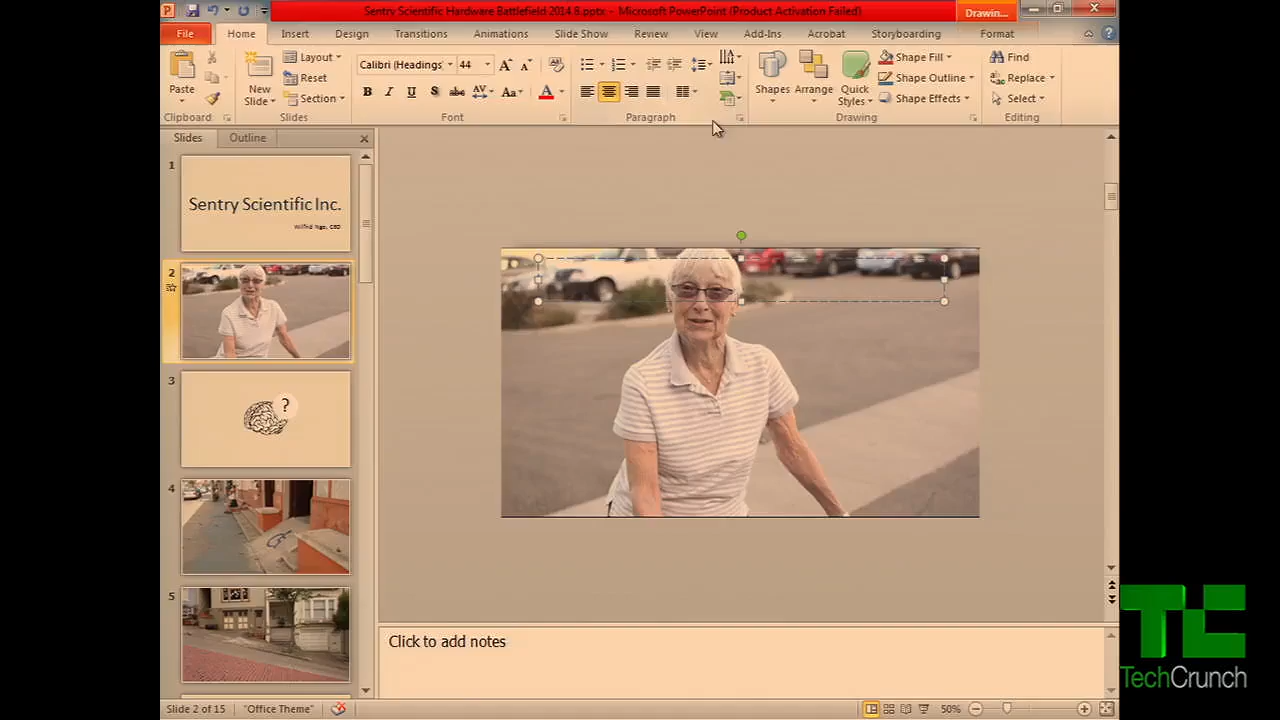 Sentry Scientific Hardware Battlefield 2014 8.pptx - Microsoft PowerPoint (Product Activation Failed)
Drawin...
File Home Insert Design Transitions Animations Slide Show Review View Add-Ins Acrobat Storyboarding Format
Paste
New
Slide
Layout
Reset
Section
Calibri (Headings) 44
B I U S abc AV Aa A
Shapes
Arrange
Quick
Styles
Shape Fill
Shape Outline
Shape Effects
Find
Replace
Select
Clipboard Slides Font Paragraph Drawing Editing
Slides Outline
1
Sentry Scientific Inc.
2
3
?
4
5
Click to add notes
Slide 2 of 15 "Office Theme" 50%
TC
TechCrunch